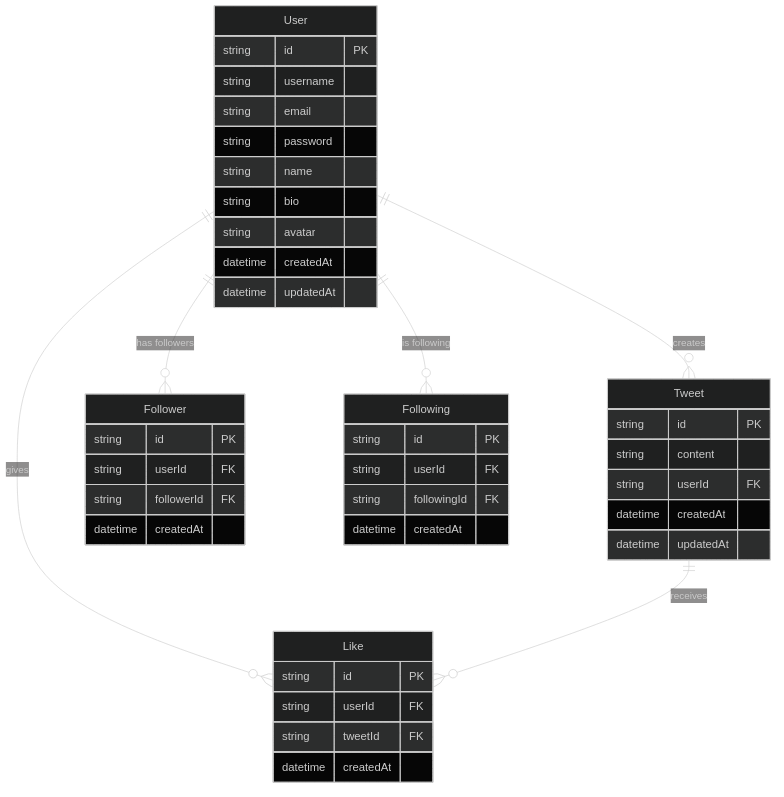 User
string id PK
string username
string email
string password
string name
string bio
string avatar
datetime createdAt
datetime updatedAt
has followers
is following
creates
Follower
string id PK
string userId FK
string followerId FK
datetime createdAt
Following
string id PK
string userId FK
string followingId FK
datetime createdAt
Tweet
string id PK
string content
string userId FK
datetime createdAt
datetime updatedAt
gives
receives
Like
string id PK
string userId FK
string tweetId FK
datetime createdAt